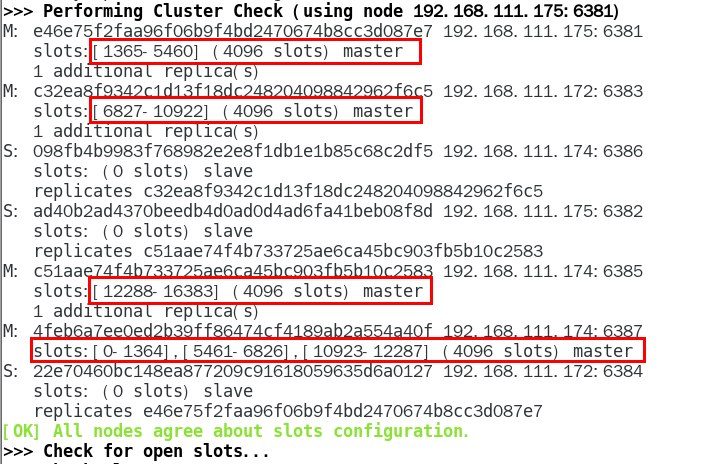 >>> Performing Cluster Check (using node 192.168.111.175:6381)
M: e46e75f2faa96f06b9f4bd2470674b8cc3d087e7 192.168.111.175:6381
slots:[1365-5460] (4096 slots) master
1 additional replica(s)
M: c32ea8f9342c1d13f18dc248204098842962f6c5 192.168.111.172:6383
slots:[6827-10922] (4096 slots) master
1 additional replica(s)
S: 098fb4b9983f768982e2e8f1db1e1b85c68c2df5 192.168.111.174:6386
slots: (0 slots) slave
replicates c32ea8f9342c1d13f18dc248204098842962f6c5
S: ad40b2ad4370beedb4d0ad0d4ad6fa41beb08f8d 192.168.111.175:6382
slots: (0 slots) slave
replicates c51aae74f4b733725ae6ca45bc903fb5b10c2583
M: c51aae74f4b733725ae6ca45bc903fb5b10c2583 192.168.111.174:6385
slots:[12288-16383] (4096 slots) master
1 additional replica(s)
M: 4feb6a7ee0ed2b39ff86474cf4189ab2a554a40f 192.168.111.174:6387
slots:[0-1364],[5461-6826],[10923-12287] (4096 slots) master
S: 22e70460bc148ea877209c91618059635d6a0127 192.168.111.172:6384
slots: (0 slots) slave
replicates e46e75f2faa96f06b9f4bd2470674b8cc3d087e7
[OK] All nodes agree about slots configuration.
>>> Check for open slots...